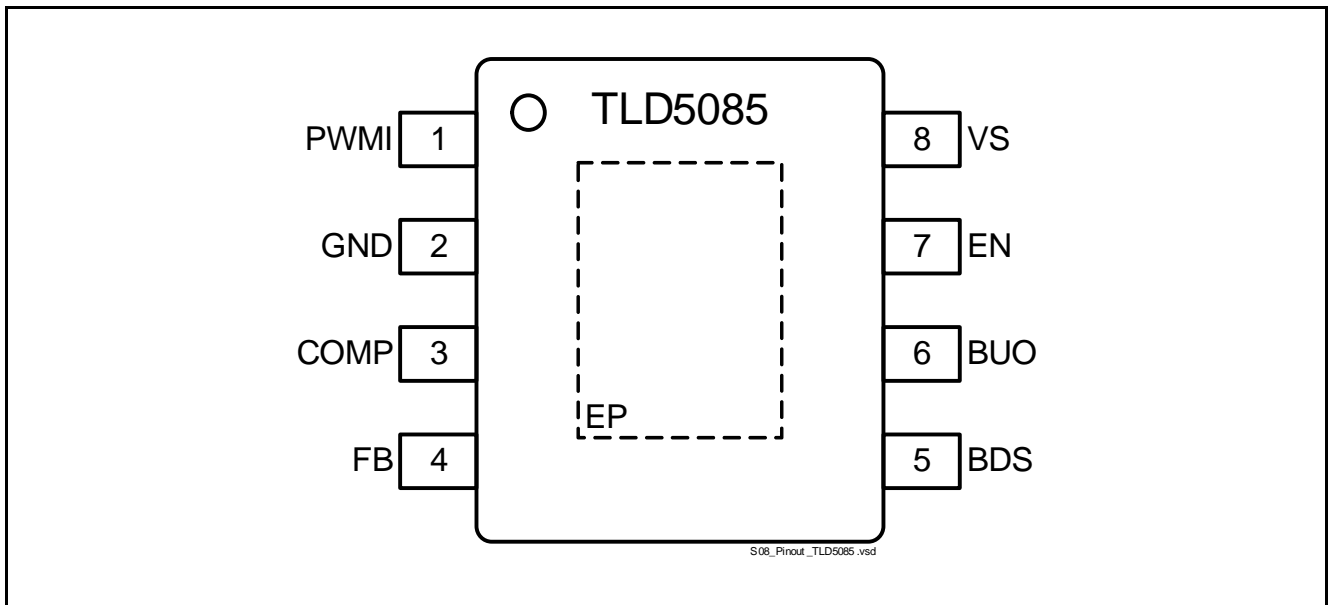 TLD5085
PWMI 1
8 VS
GND 2
7 EN
COMP 3
6 BUO
EP
FB 4
5 BDS
S08_Pinout_TLD5085.vsd